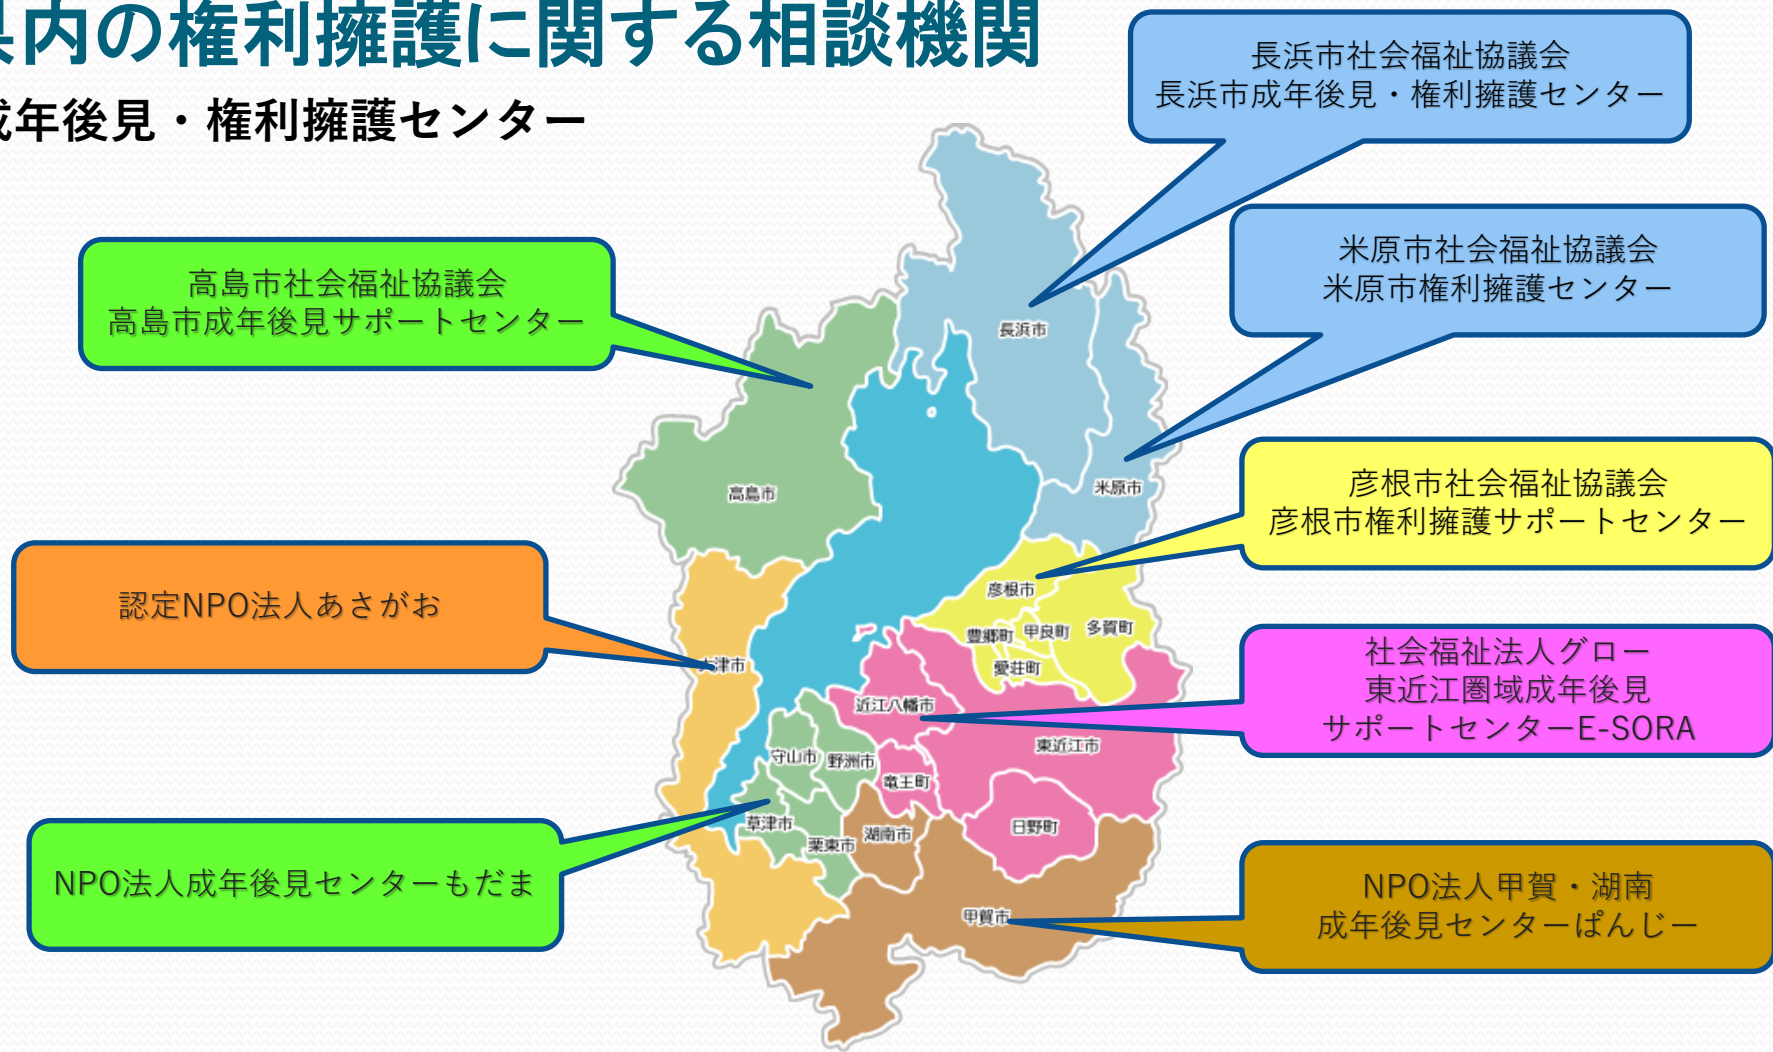 県内の権利擁護に関する相談機関
成年後見・権利擁護センター
長浜市社会福祉協議会
長浜市成年後見・権利擁護センター
米原市社会福祉協議会
米原市権利擁護センター
高島市社会福祉協議会
高島市成年後見サポートセンター
彦根市社会福祉協議会
彦根市権利擁護サポートセンター
認定NPO法人あさがお
社会福祉法人グロー
東近江圏域成年後見
サポートセンターE-SORA
NPO法人成年後見センターもだま
NPO法人甲賀・湖南
成年後見センターぱんじー
長浜市
米原市
高島市
彦根市
豊郷町
甲良町
多賀町
愛荘町
大津市
近江八幡市
東近江市
守山市
野洲市
竜王町
草津市
栗東市
湖南市
日野町
甲賀市